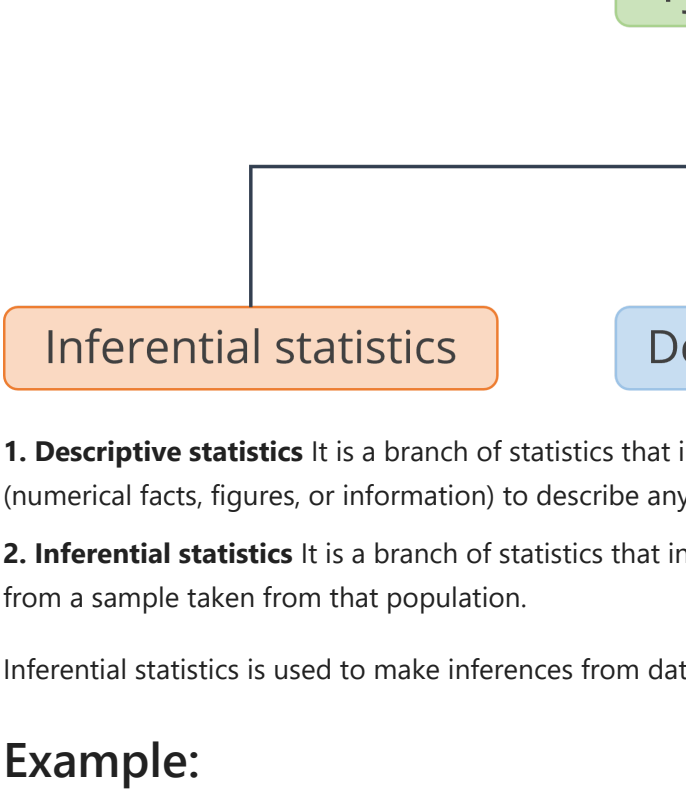 Inferential statistics
1. Descriptive statistics It is a branch of statistics that
(numerical facts, figures, or information) to describe any
2. Inferential statistics It is a branch of statistics that
from a sample taken from that population.
Inferential statistics is used to make inferences from
Example: